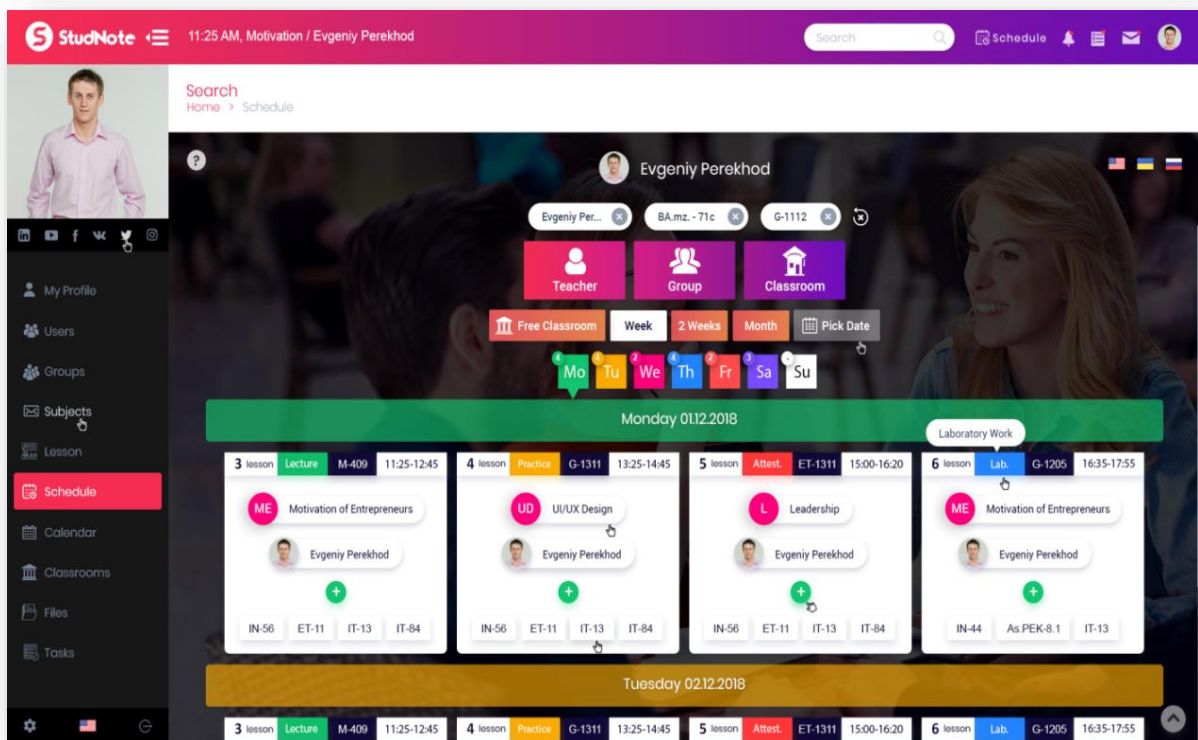 StudNote
11:25 AM, Motivation / Evgeniy Perekhod
Search
Schedule
Search
Home > Schedule
My Profile
Users
Groups
Subjects
Lesson
Schedule
Calendar
Classrooms
Files
Tasks
?
Evgeniy Perekhod
Evgeniy Per...
BA.mz. - 71c
G-1112
Teacher
Group
Classroom
Free Classroom
Week
2 Weeks
Month
Pick Date
4 Mo
Tu
2 We
4 Th
2 Fr
3 Sa
- Su
Monday 01.12.2018
Laboratory Work
3 lesson Lecture M-409 11:25-12:45
ME Motivation of Entrepreneurs
Evgeniy Perekhod
+
IN-56 ET-11 IT-13 IT-84
4 lesson Practice G-1311 13:25-14:45
UD UI/UX Design
Evgeniy Perekhod
+
IN-56 ET-11 IT-13 IT-84
5 lesson Attest. ET-1311 15:00-16:20
L Leadership
Evgeniy Perekhod
+
IN-56 ET-11 IT-13 IT-84
6 lesson Lab. G-1205 16:35-17:55
ME Motivation of Entrepreneurs
Evgeniy Perekhod
+
IN-44 As.PEK-8.1 IT-13
Tuesday 02.12.2018
3 lesson Lecture M-409 11:25-12:45
4 lesson Practice G-1311 13:25-14:45
5 lesson Attest. ET-1311 15:00-16:20
6 lesson Lab. G-1205 16:35-17:55